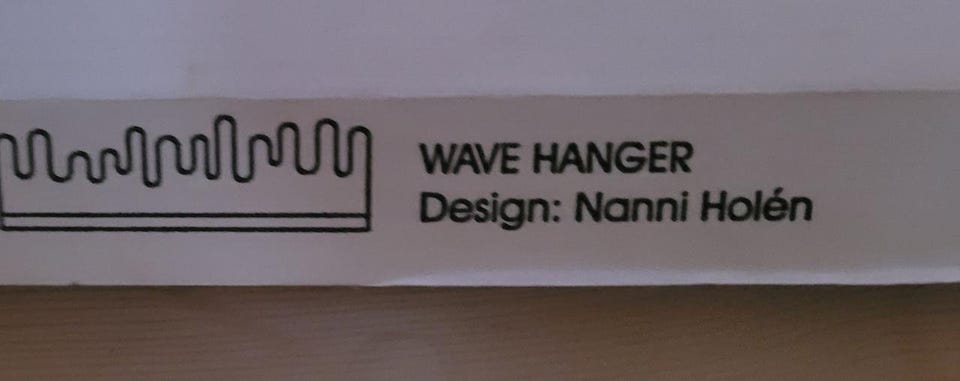 WAVE HANGER
Design: Nanni Holén